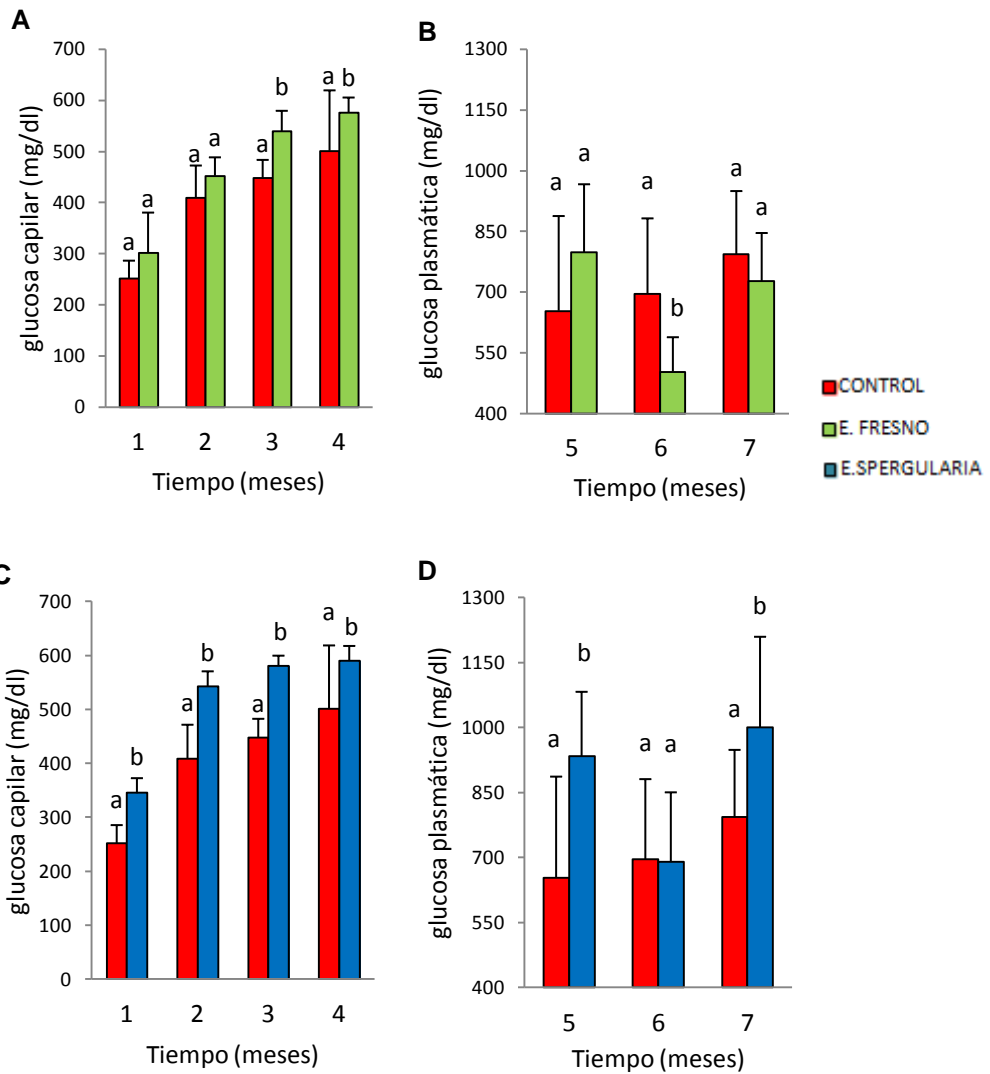 A
glucosa capilar (mg/dl)
700
600
500
400
300
200
100
0
a
a
a
a
a
b
a
b
1
2
3
4
Tiempo (meses)
B
glucosa plasmática (mg/dl)
1300
1150
1000
850
700
550
400
a
a
a
b
a
a
5
6
7
Tiempo (meses)
CONTROL
E. FRESNO
E.SPERGULARIA
C
glucosa capilar (mg/dl)
700
600
500
400
300
200
100
0
a
b
a
b
a
b
a
b
1
2
3
4
Tiempo (meses)
D
glucosa plasmática (mg/dl)
1300
1150
1000
850
700
550
400
a
b
a
a
a
b
5
6
7
Tiempo (meses)